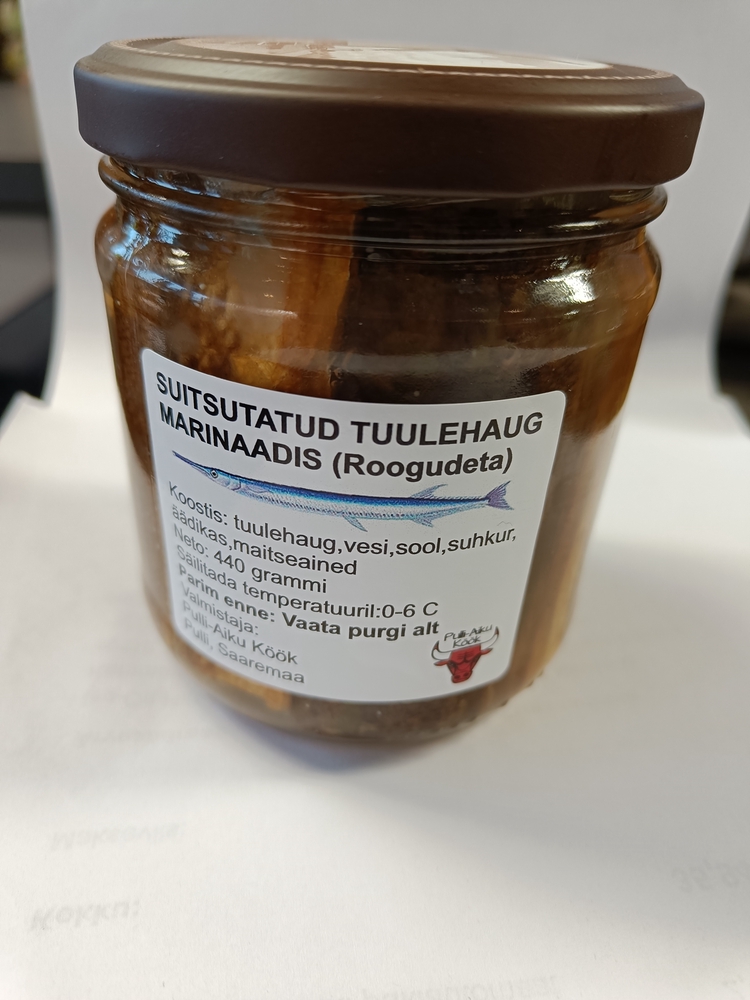 SUITSUTATUD TUULEHAUG
MARINAADIS (Roogudeta)
Koostis: tuulehaug,vesi,sool,suhkur,
äädikas,maitseained
Neto: 440 grammi
Säilitada temperatuuril:0-6 C
Parim enne: Vaata purgi alt
Valmistaja:
Pulli-Aiku Köök
Pulli, Saaremaa
Pulli-Aiku
Köök
Kokku: